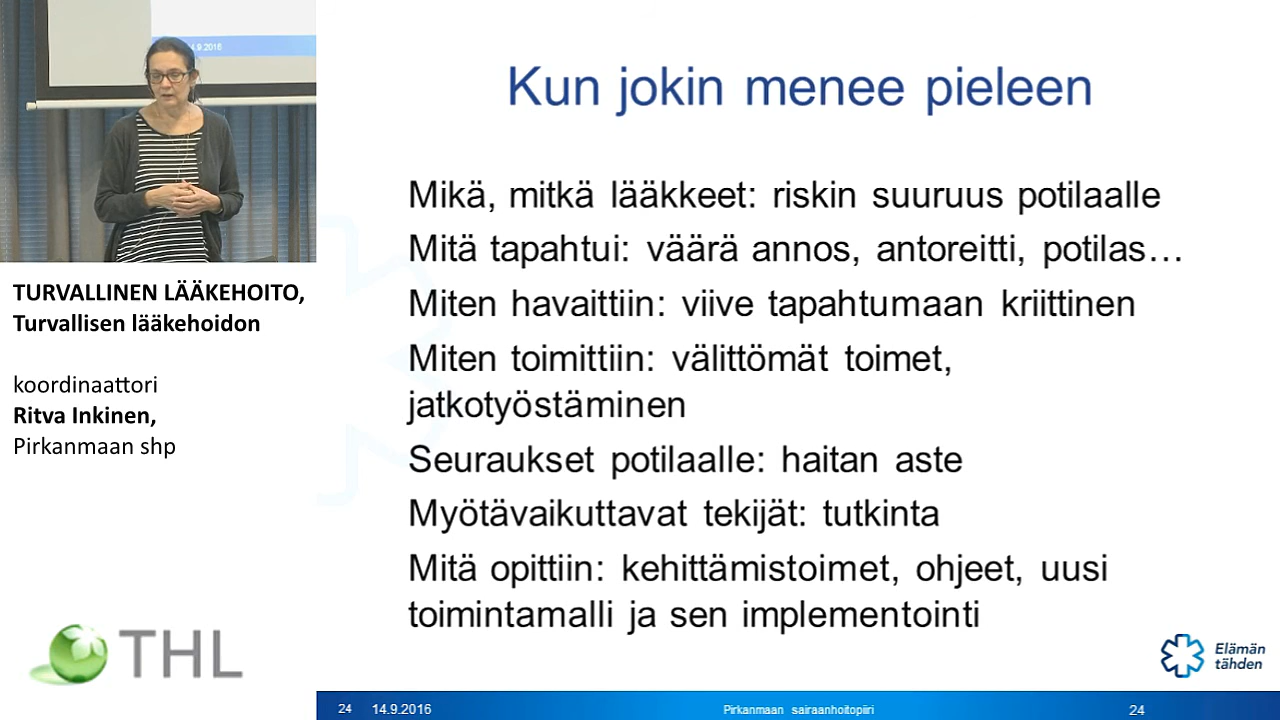 4.9.2016
TURVALLINEN LÄÄKEHOITO,
Turvallisen lääkehoidon
koordinaattori
Ritva Inkinen,
Pirkanmaan shp
THL
Kun jokin menee pieleen
Mikä, mitkä lääkkeet: riskin suuruus potilaalle
Mitä tapahtui: väärä annos, antoreitti, potilas…
Miten havaittiin: viive tapahtumaan kriittinen
Miten toimittiin: välittömät toimet,
jatkotyöstäminen
Seuraukset potilaalle: haitan aste
Myötävaikuttavat tekijät: tutkinta
Mitä opittiin: kehittämistoimet, ohjeet, uusi
toimintamalli ja sen implementointi
Elämän
tähden
24 14.9.2016 Pirkanmaan sairaanhoitopiiri 24